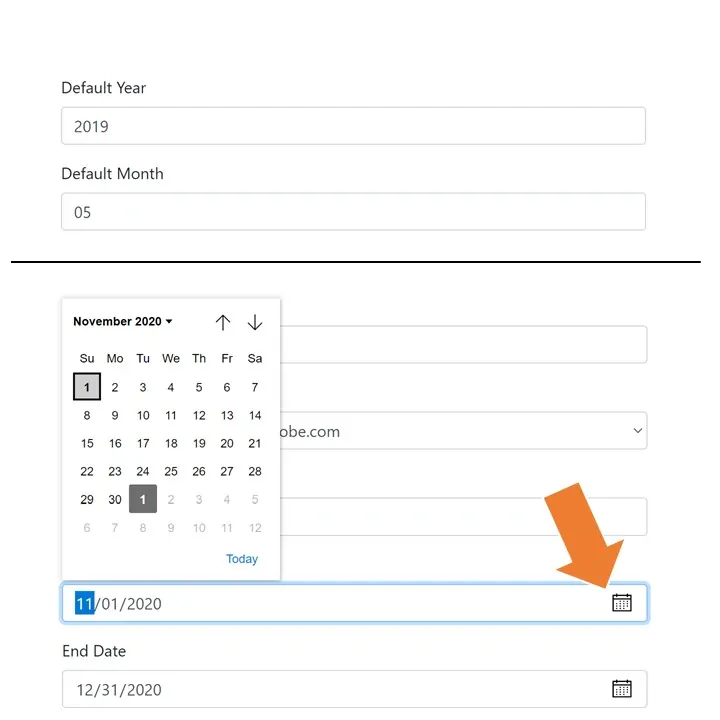 Default Year
2019
Default Month
05
November 2020
Su Mo Tu We Th Fr Sa
1 2 3 4 5 6 7
8 9 10 11 12 13 14
15 16 17 18 19 20 21
22 23 24 25 26 27 28
29 30 1 2 3 4 5
6 7 8 9 10 11 12
Today
obe.com
11/01/2020
End Date
12/31/2020